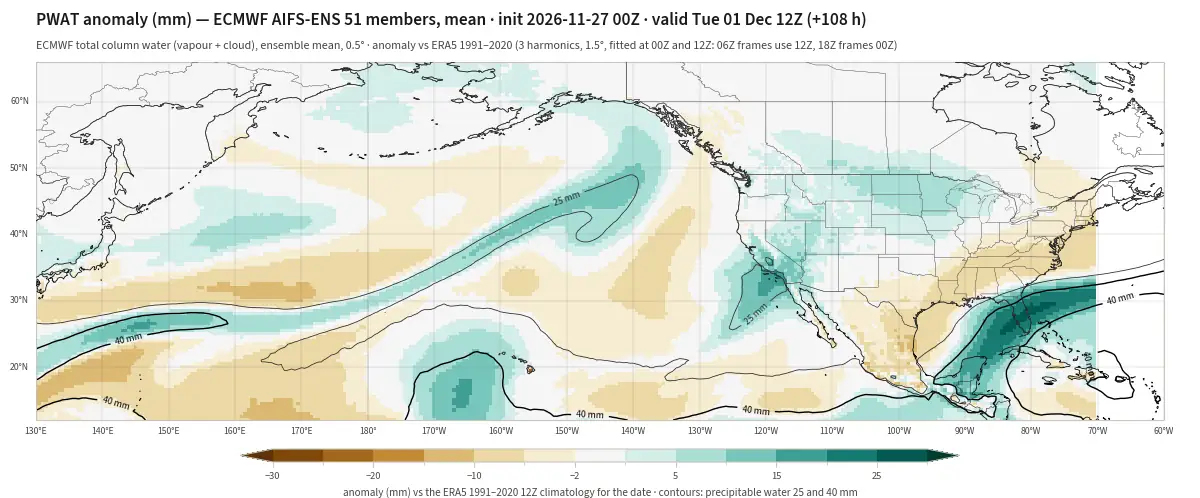 PWAT anomaly (mm) — ECMWF AIFS-ENS 51 members, mean · init 2026-11-27 00Z · valid Tue 01 Dec 12Z (+108 h)
ECMWF total column water (vapour + cloud), ensemble mean, 0.5° · anomaly vs ERA5 1991–2020 (3 harmonics, 1.5°, fitted at 00Z and 12Z: 06Z frames use 12Z, 18Z frames 00Z)
60°N
50°N
25 mm
40°N
30°N
25 mm
40 mm
40 mm
20°N
40 mm
40 mm
40 mm
40 mm
130°E 140°E 150°E 160°E 170°E 180° 170°W 160°W 150°W 140°W 130°W 120°W 110°W 100°W 90°W 80°W 70°W 60°W
−30 −20 −10 −2 5 15 25
anomaly (mm) vs the ERA5 1991–2020 12Z climatology for the date · contours: precipitable water 25 and 40 mm